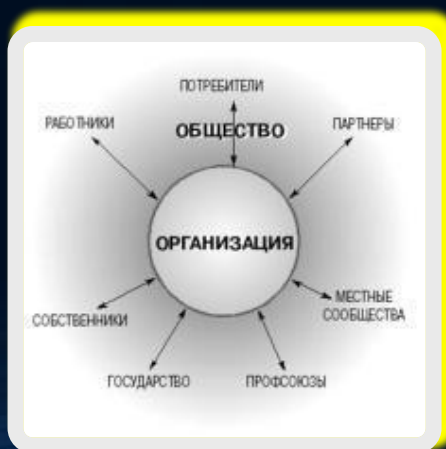 ПОТРЕБИТЕЛИ
РАБОТНИКИ
ПАРТНЕРЫ
ОБЩЕСТВО
ОРГАНИЗАЦИЯ
МЕСТНЫЕ
СООБЩЕСТВА
СОБСТВЕННИКИ
ГОСУДАРСТВО
ПРОФСОЮЗЫ